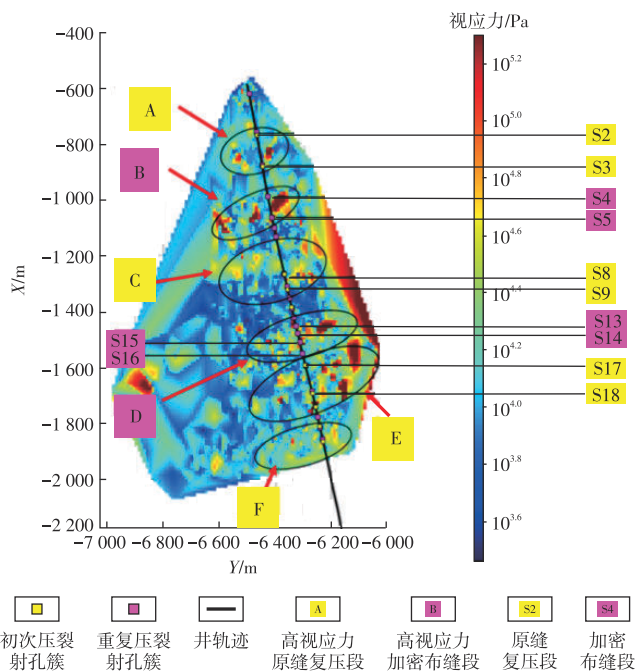 视应力/Pa
−400
−600
−800
−1 000
−1 200
−1 400
−1 600
−1 800
−2 000
−2 200
X/m
−7 000
−6 800
−6 600
−6 400
−6 200
−6 000
Y/m
A
B
C
D
E
F
S15
S16
S2
S3
S4
S5
S8
S9
S13
S14
S17
S18
10^5.2
10^5.0
10^4.8
10^4.6
10^4.4
10^4.2
10^4.0
10^3.8
10^3.6
A
B
S2
S4
初次压裂
射孔簇
重复压裂
射孔簇
井轨迹
高视应力
原缝复压段
高视应力
加密布缝段
原缝
复压段
加密
布缝段